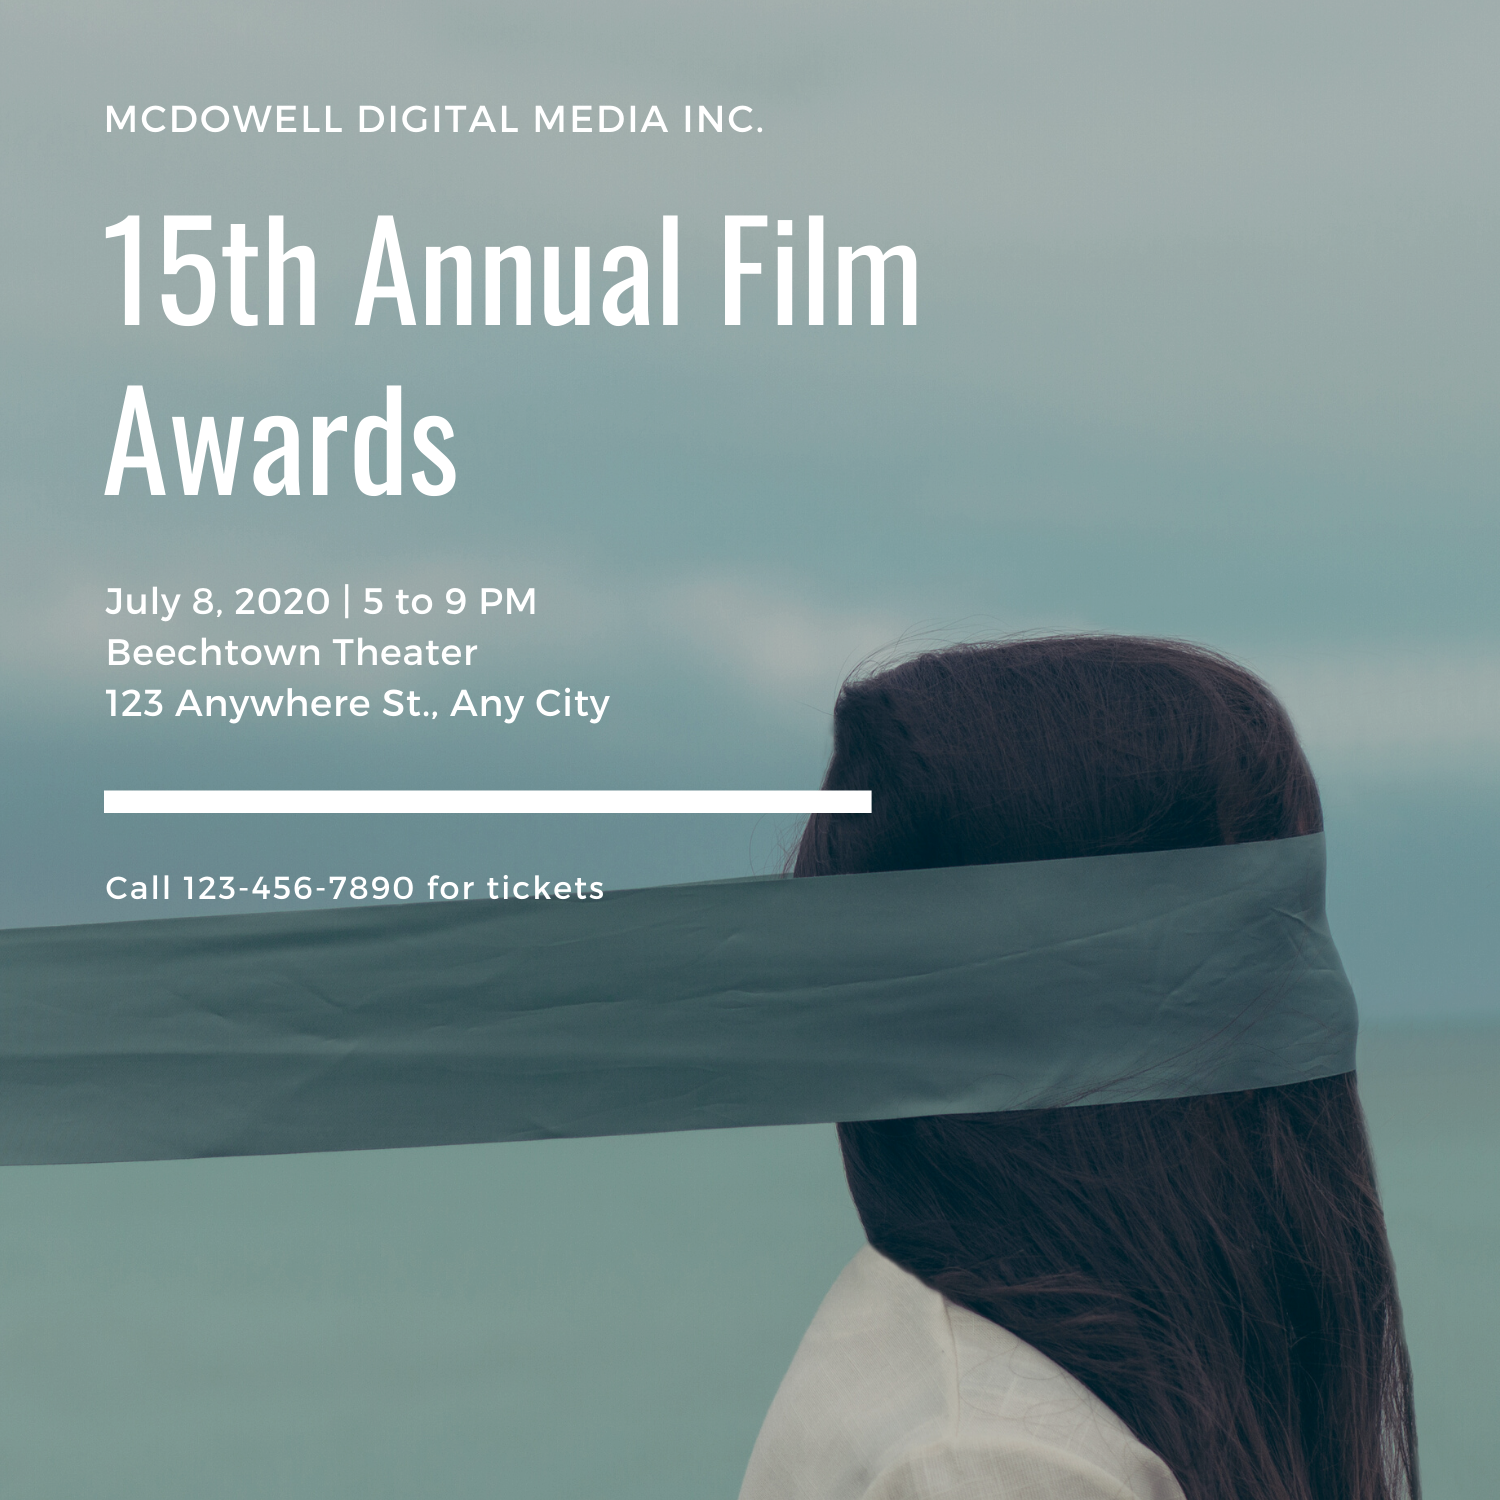 MCDOWELL DIGITAL MEDIA INC.
15th Annual Film
Awards
July 8, 2020 | 5 to 9 PM
Beechtown Theater
123 Anywhere St., Any City
Call 123-456-7890 for tickets